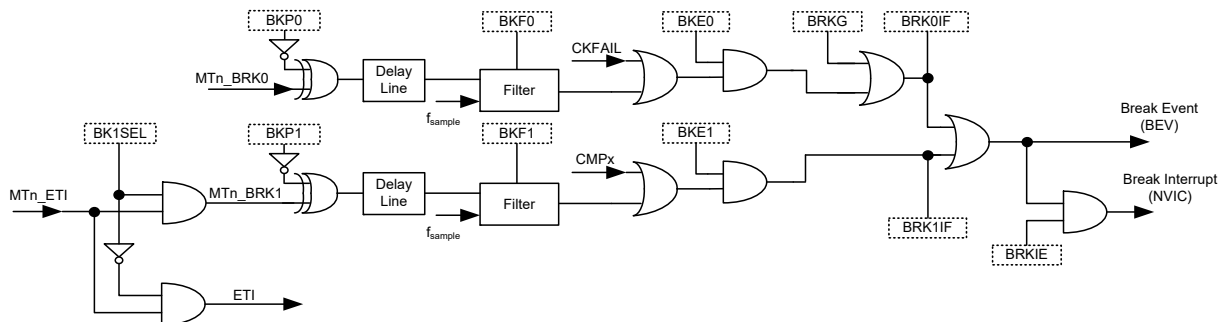 BKP0
BKF0
BKE0
BRKG
BRK0IF
CKFAIL
MTn_BRK0
Delay
Line
Filter
fsample
BK1SEL
BKP1
BKF1
BKE1
Break Event
(BEV)
CMPx
MTn_ETI
MTn_BRK1
Delay
Line
Filter
Break Interrupt
(NVIC)
fsample
BRK1IF
BRKIE
ETI